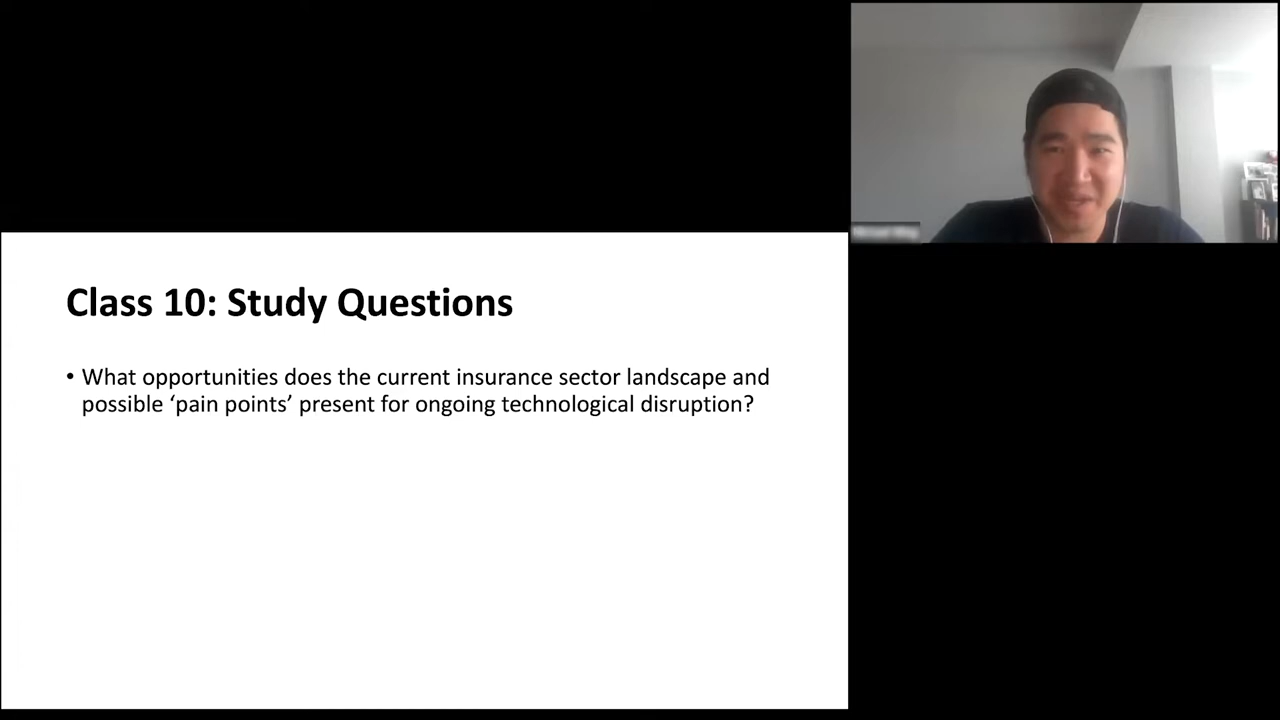 Class 10: Study Questions
• What opportunities does the current insurance sector landscape and
possible ‘pain points’ present for ongoing technological disruption?